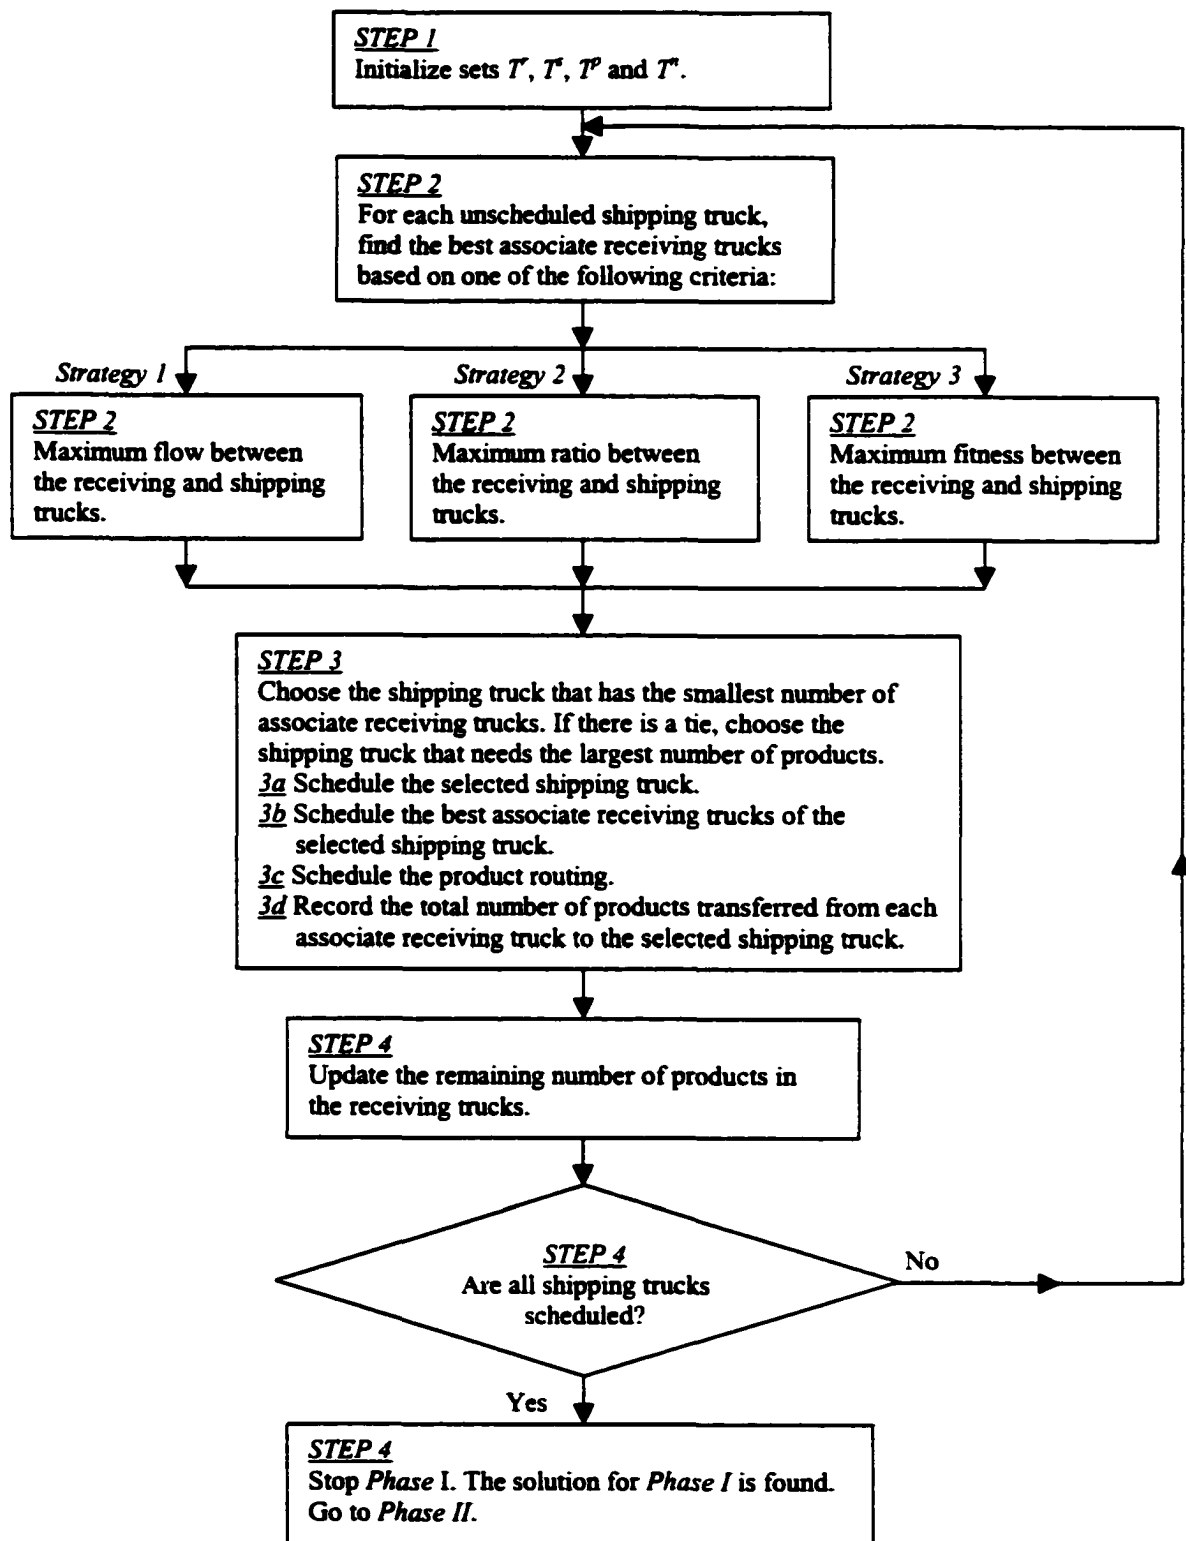 STEP 1
Initialize sets Tʳ, Tˢ, Tᵖ and Tⁿ.
STEP 2
For each unscheduled shipping truck,
find the best associate receiving trucks
based on one of the following criteria:
Strategy 1
Strategy 2
Strategy 3
STEP 2
Maximum flow between
the receiving and shipping
trucks.
STEP 2
Maximum ratio between
the receiving and shipping
trucks.
STEP 2
Maximum fitness between
the receiving and shipping
trucks.
STEP 3
Choose the shipping truck that has the smallest number of
associate receiving trucks. If there is a tie, choose the
shipping truck that needs the largest number of products.
3a Schedule the selected shipping truck.
3b Schedule the best associate receiving trucks of the
selected shipping truck.
3c Schedule the product routing.
3d Record the total number of products transferred from each
associate receiving truck to the selected shipping truck.
STEP 4
Update the remaining number of products in
the receiving trucks.
STEP 4
Are all shipping trucks
scheduled?
No
Yes
STEP 4
Stop Phase I. The solution for Phase I is found.
Go to Phase II.